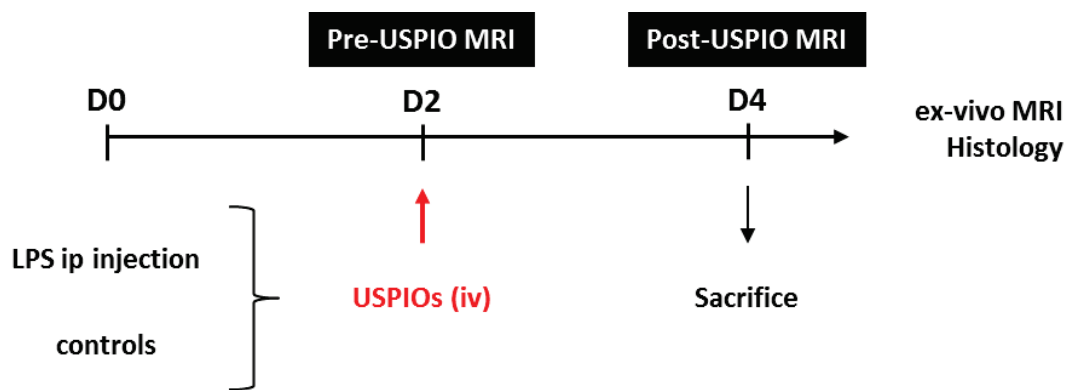 Pre-USPIO MRI
Post-USPIO MRI
D0
D2
D4
ex-vivo MRI
Histology
LPS ip injection
controls
USPIOs (iv)
Sacrifice